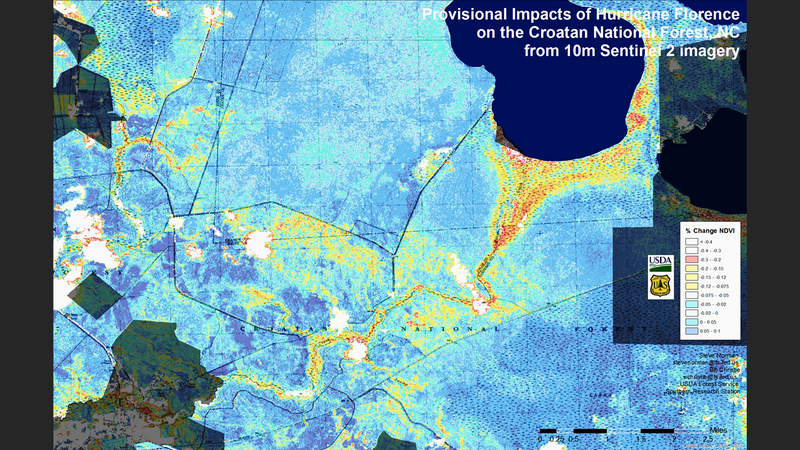 Provisional Impacts of Hurricane Florence
on the Croatan National Forest, NC
from 10m Sentinel 2 imagery
% Change NDVI
< -0.4
-0.4 - -0.3
-0.3 - -0.2
-0.2 - -0.15
-0.15 - -0.12
-0.12 - -0.075
-0.075 - -0.05
-0.05 - -0.02
-0.02 - 0
0 - 0.05
0.05 - 0.1
USDA
U S
FOREST
CROATAN NATIONAL FOREST
Steve Norman
USDA Forest Service
Southern Research Station
Miles
0 0.25 0.5 1 1.5 2 2.5